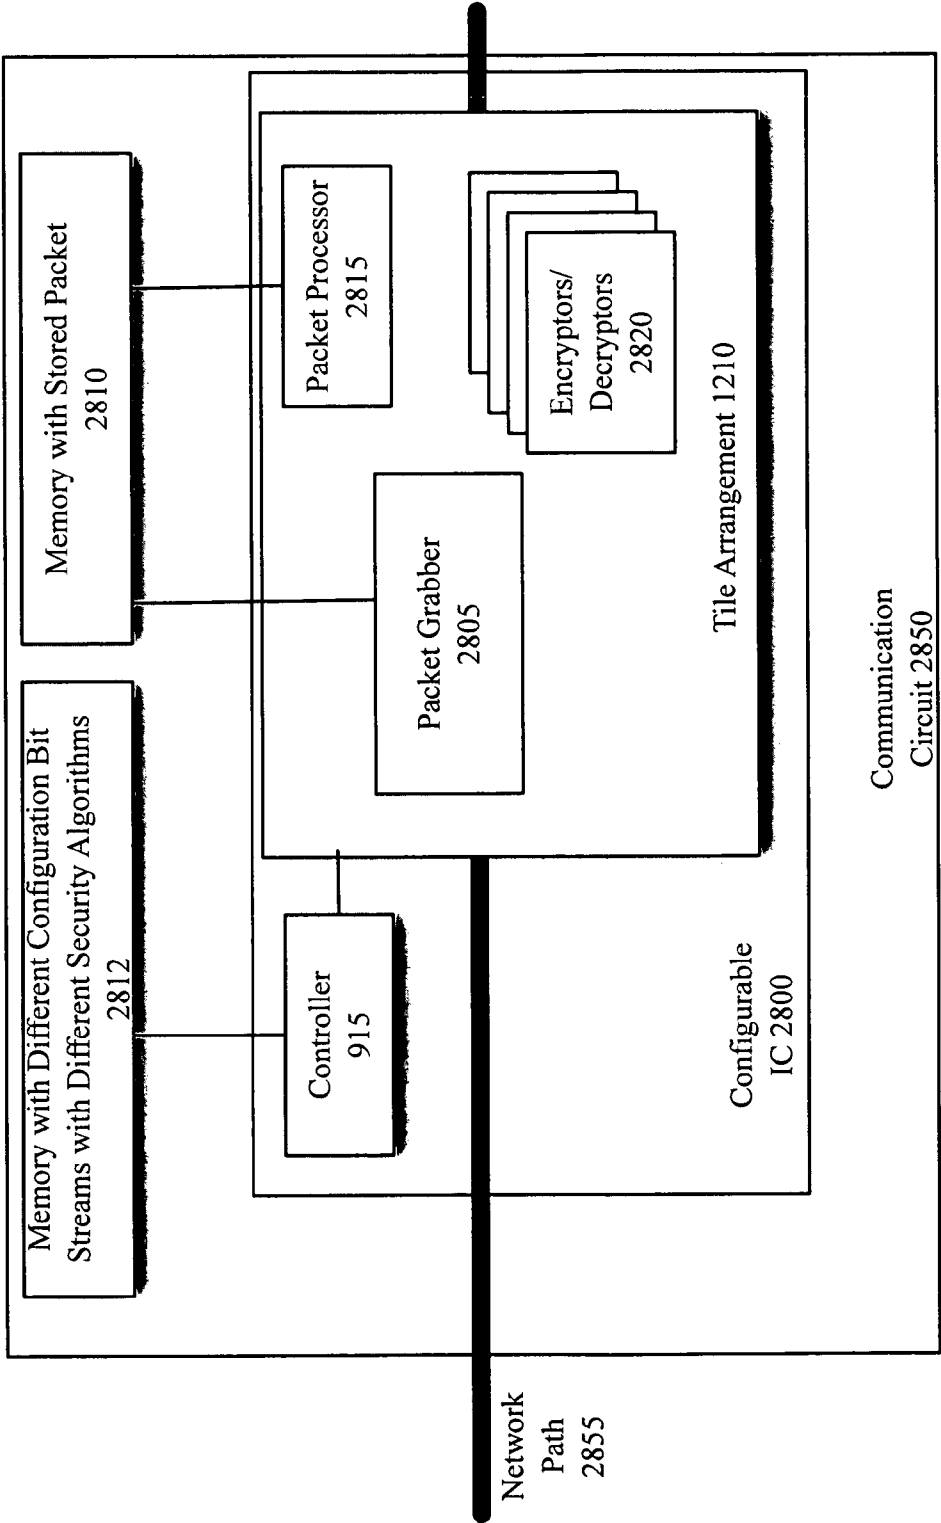 Memory with Different Configuration Bit
Streams with Different Security Algorithms
2812
Memory with Stored Packet
2810
Controller
915
Packet Grabber
2805
Packet Processor
2815
Encryptors/
Decryptors
2820
Tile Arrangement 1210
Configurable
IC 2800
Communication
Circuit 2850
Network
Path
2855